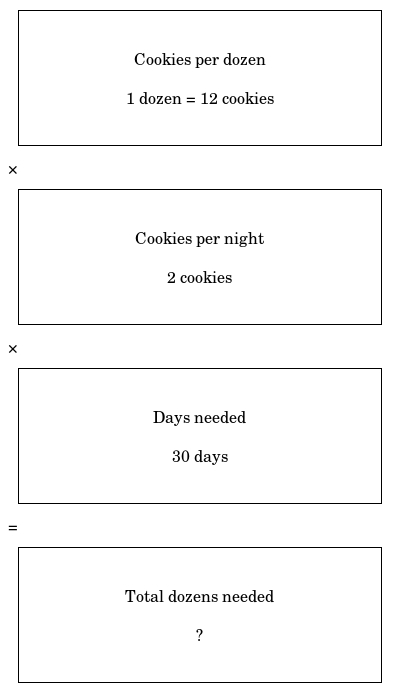 Cookies per dozen
1 dozen = 12 cookies
×
Cookies per night
2 cookies
×
Days needed
30 days
=
Total dozens needed
?